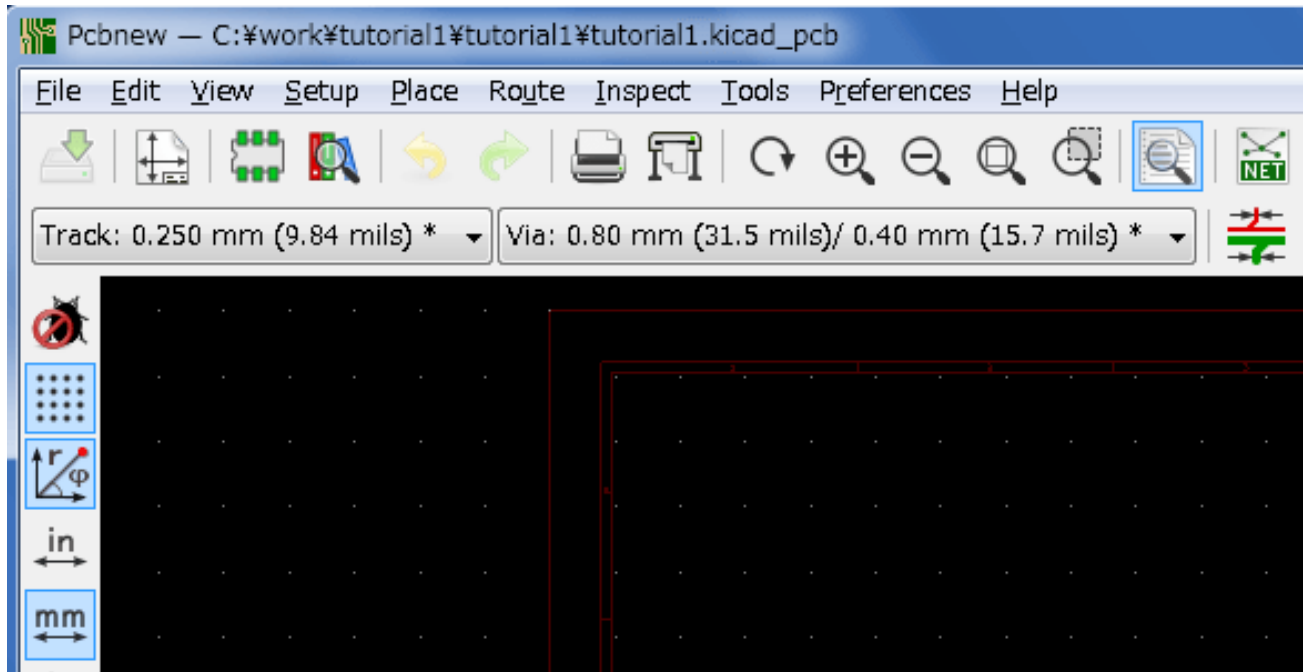 Pcbnew — C:¥work¥tutorial1¥tutorial1¥tutorial1.kicad_pcb
File Edit View Setup Place Route Inspect Tools Preferences Help
NET
Track: 0.250 mm (9.84 mils) * Via: 0.80 mm (31.5 mils)/ 0.40 mm (15.7 mils) *
r φ
in
mm